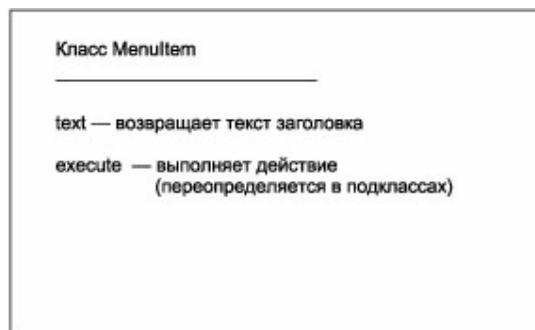 Класс MenuItem
text — возвращает текст заголовка
execute — выполняет действие
(переопределяется в подклассах)